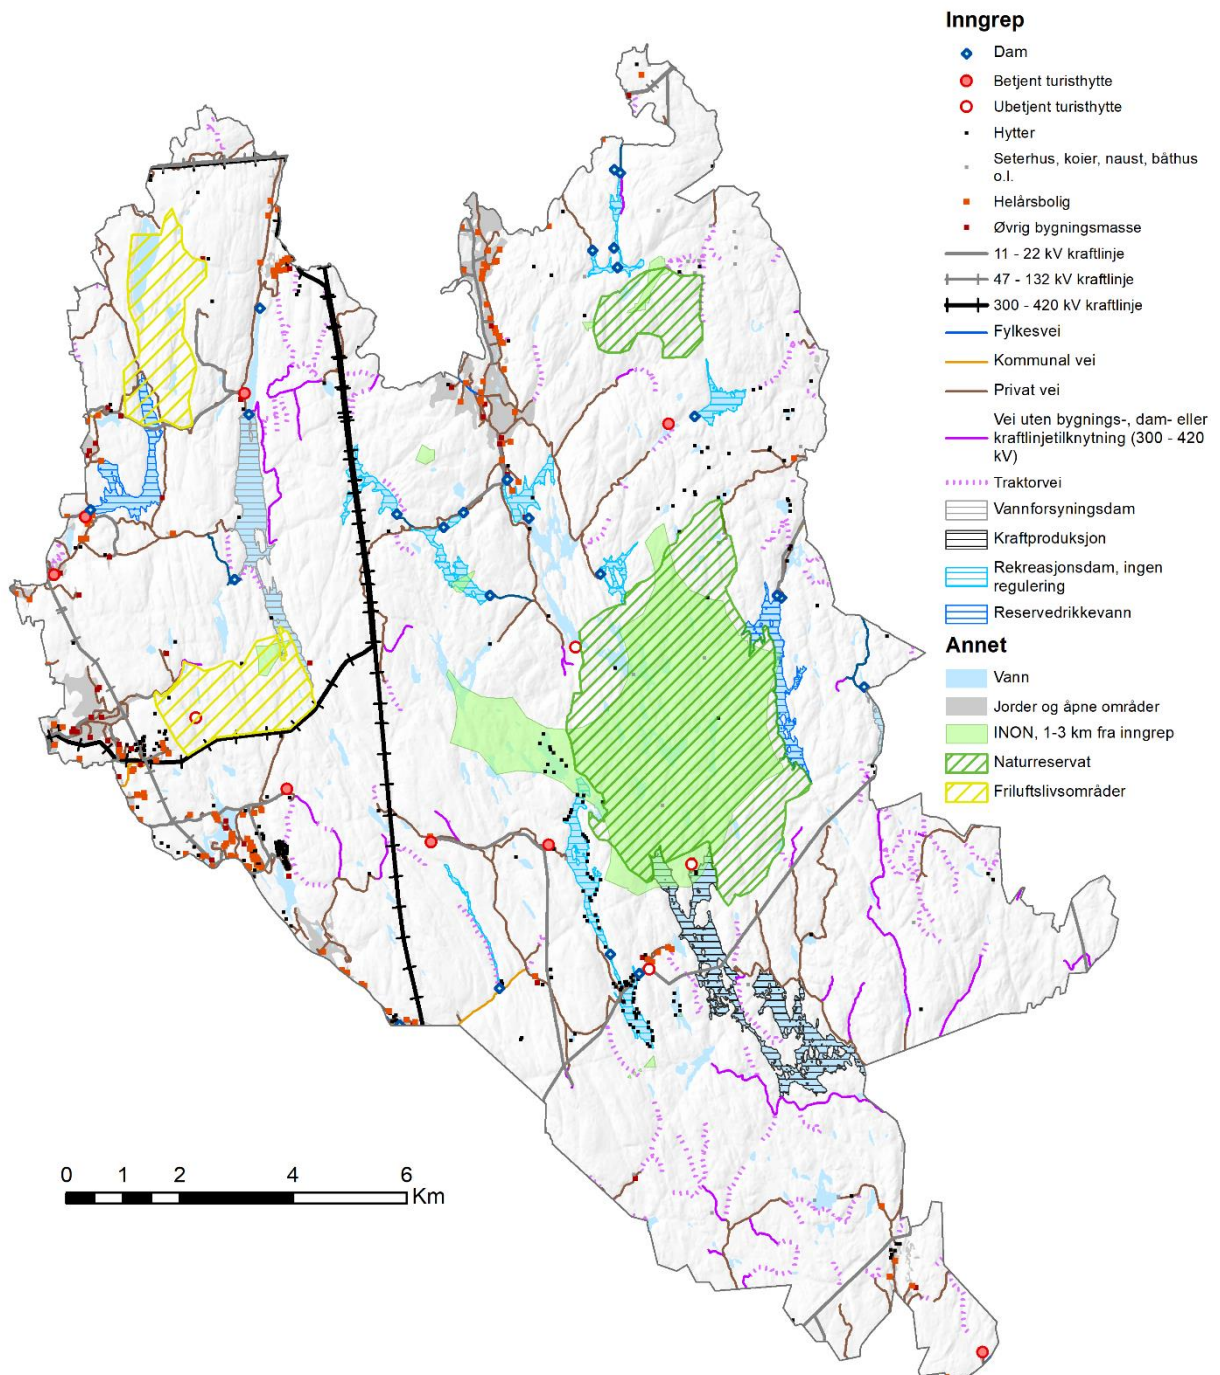 Inngrep
Dam
Betjent turisthytte
Ubetjent turisthytte
Hytter
Seterhus, koier, naust, båthus
o.l.
Helårsbolig
Øvrig bygningsmasse
11 - 22 kV kraftlinje
47 - 132 kV kraftlinje
300 - 420 kV kraftlinje
Fylkesvei
Kommunal vei
Privat vei
Vei uten bygnings-, dam- eller
kraftlinjetilknytning (300 - 420
kV)
Traktorvei
Vannforsyningsdam
Kraftproduksjon
Rekreasjonsdam, ingen
regulering
Reservedrikkevann
Annet
Vann
Jorder og åpne områder
INON, 1-3 km fra inngrep
Naturreservat
Friluftslivsområder
0 1 2 4 6
Km